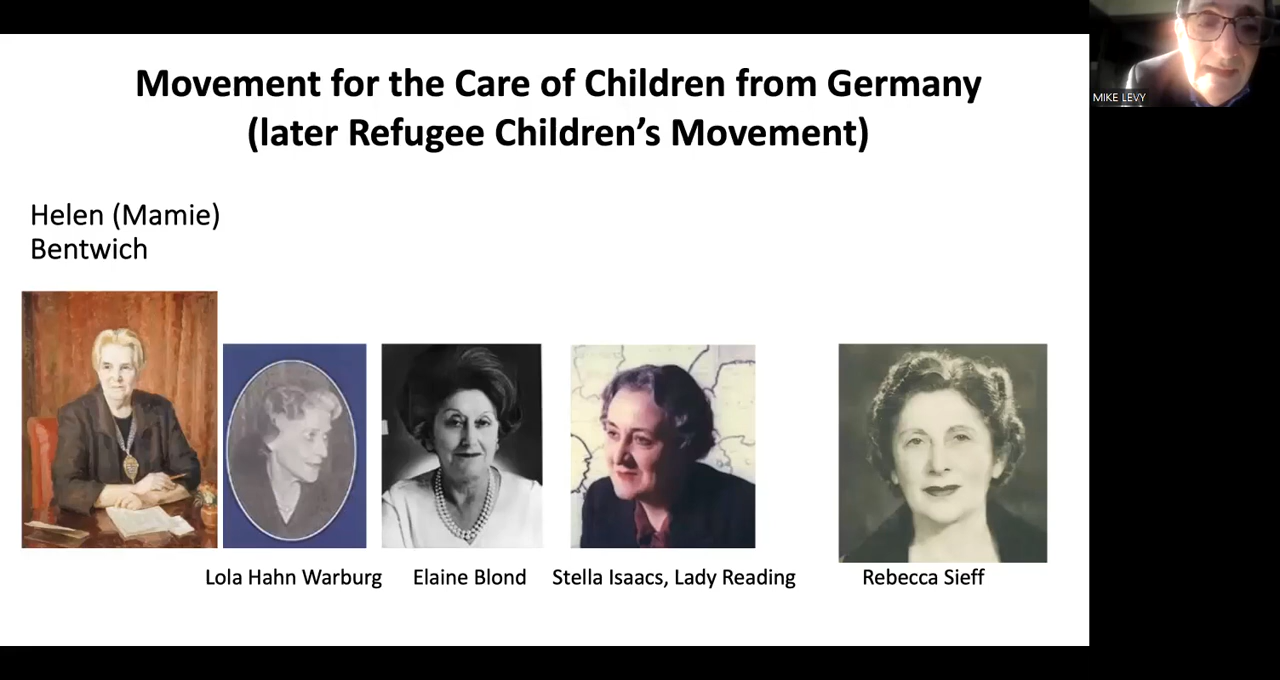 Movement for the Care of Children from Germany
(later Refugee Children’s Movement)
MIKE LEVY
Helen (Mamie)
Bentwich
Lola Hahn Warburg
Elaine Blond
Stella Isaacs, Lady Reading
Rebecca Sieff